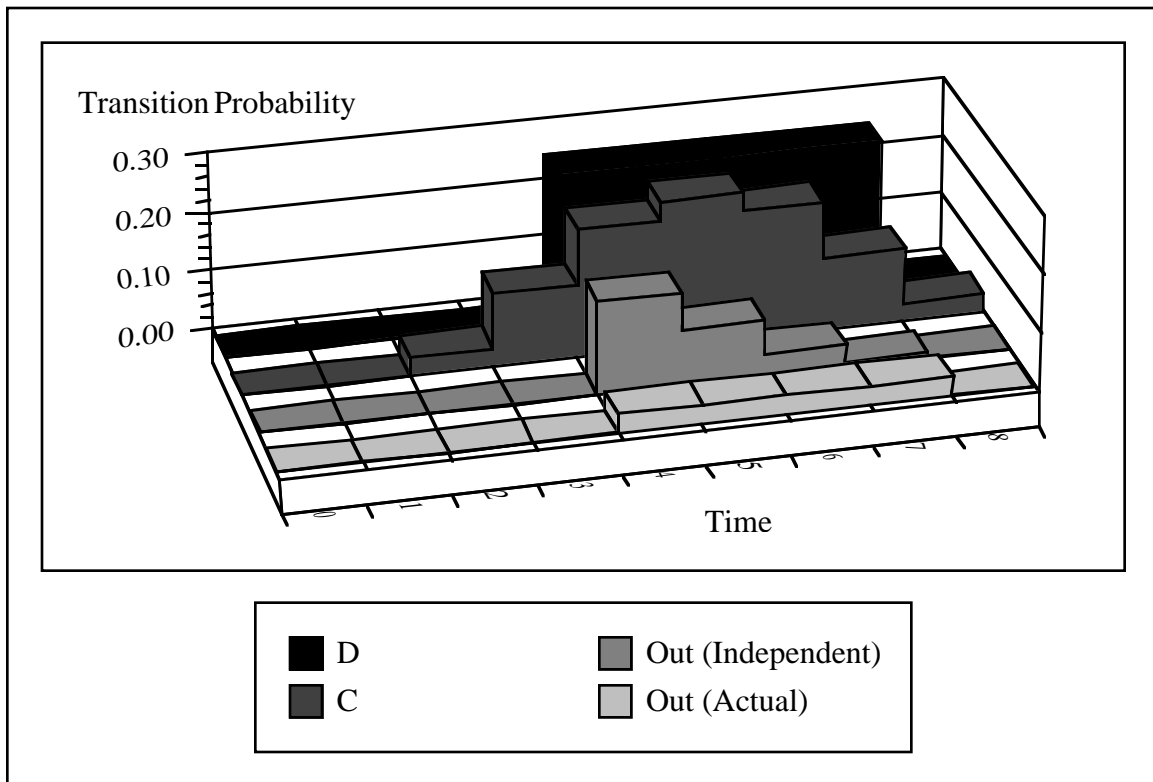 Transition Probability
0.30
0.20
0.10
0.00
0 1 2 3 4 5 6 7 8
Time
D
Out (Independent)
C
Out (Actual)